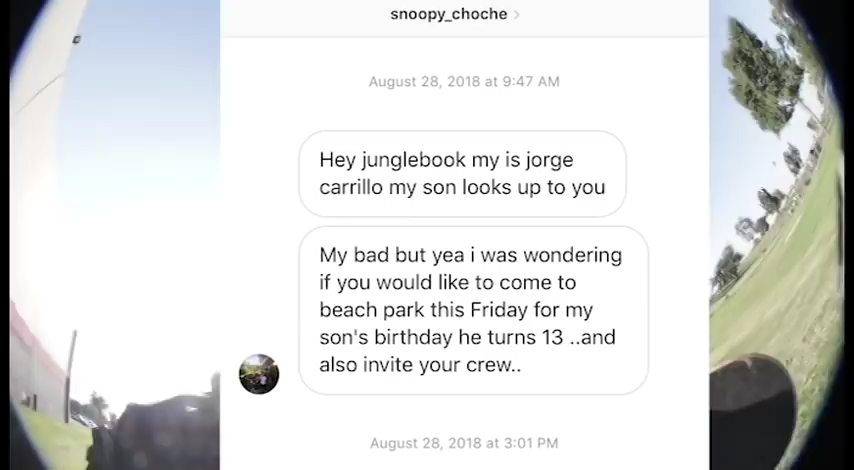 snoopy_choche >
August 28, 2018 at 9:47 AM
Hey junglebook my is jorge
carrillo my son looks up to you
My bad but yea i was wondering
if you would like to come to
beach park this Friday for my
son's birthday he turns 13 ..and
also invite your crew..
August 28, 2018 at 3:01 PM